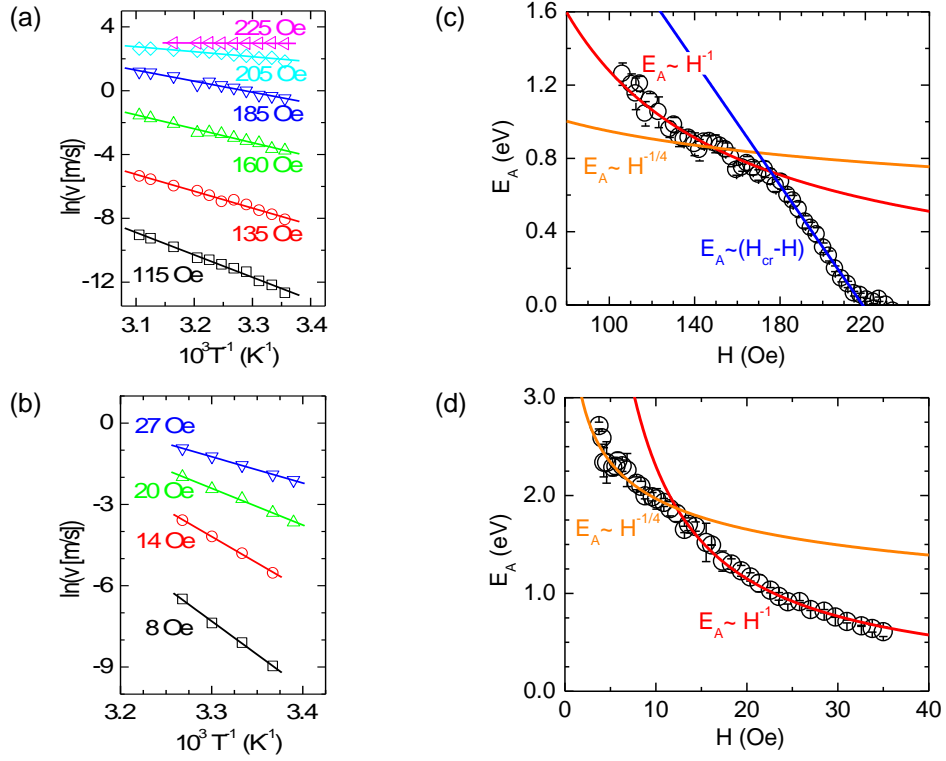 (a)
0
-4
-8
-12
ln(v[m/s])
225 Oe
205 Oe
185 Oe
160 Oe
135 Oe
115 Oe
3.1
3.2
3.3
3.4
10³T⁻¹ (K⁻¹)
(c)
1.6
1.2
0.8
0.4
0.0
E_A (eV)
E_A~ H⁻¹
E_A~ H⁻¹/⁴
E_A~(H_cr-H)
100
140
180
220
H (Oe)
(b)
0
-3
-6
-9
ln(v[m/s])
27 Oe
20 Oe
14 Oe
8 Oe
3.2
3.3
3.4
10³T⁻¹ (K⁻¹)
(d)
3.0
2.0
1.0
0.0
E_A (eV)
E_A~ H⁻¹/⁴
E_A~ H⁻¹
0
10
20
30
40
H (Oe)